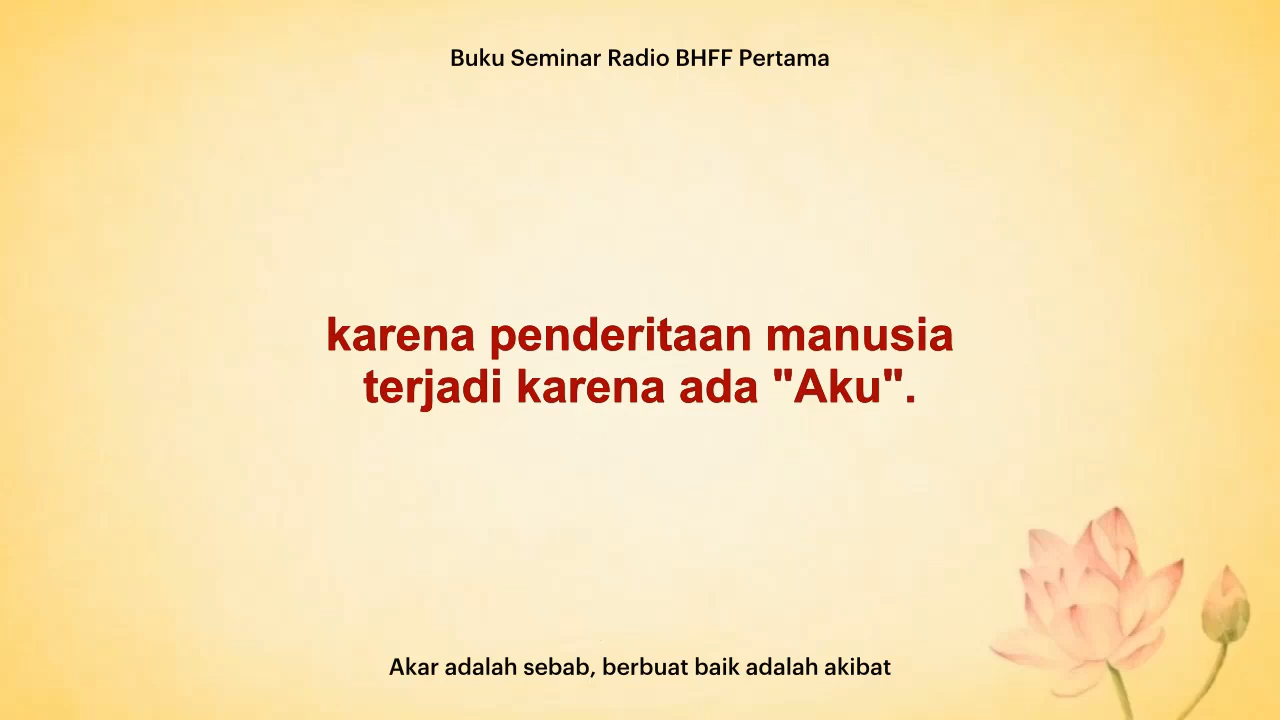 Buku Seminar Radio BHFF Pertama
karena penderitaan manusia
terjadi karena ada "Aku".
Akar adalah sebab, berbuat baik adalah akibat